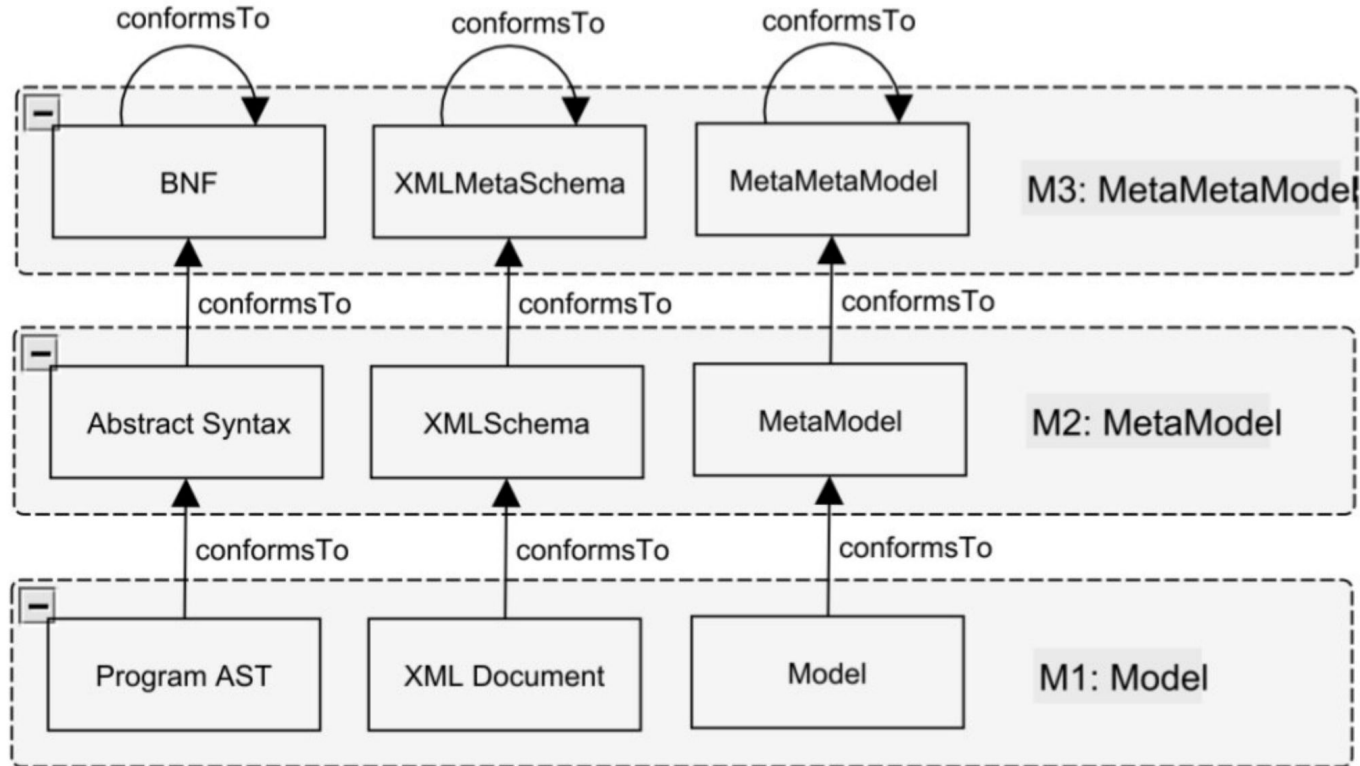 conformsTo
conformsTo
conformsTo
BNF
XMLMetaSchema
MetaMetaModel
M3: MetaMetaModel
conformsTo
conformsTo
conformsTo
Abstract Syntax
XMLSchema
MetaModel
M2: MetaModel
conformsTo
conformsTo
conformsTo
Program AST
XML Document
Model
M1: Model